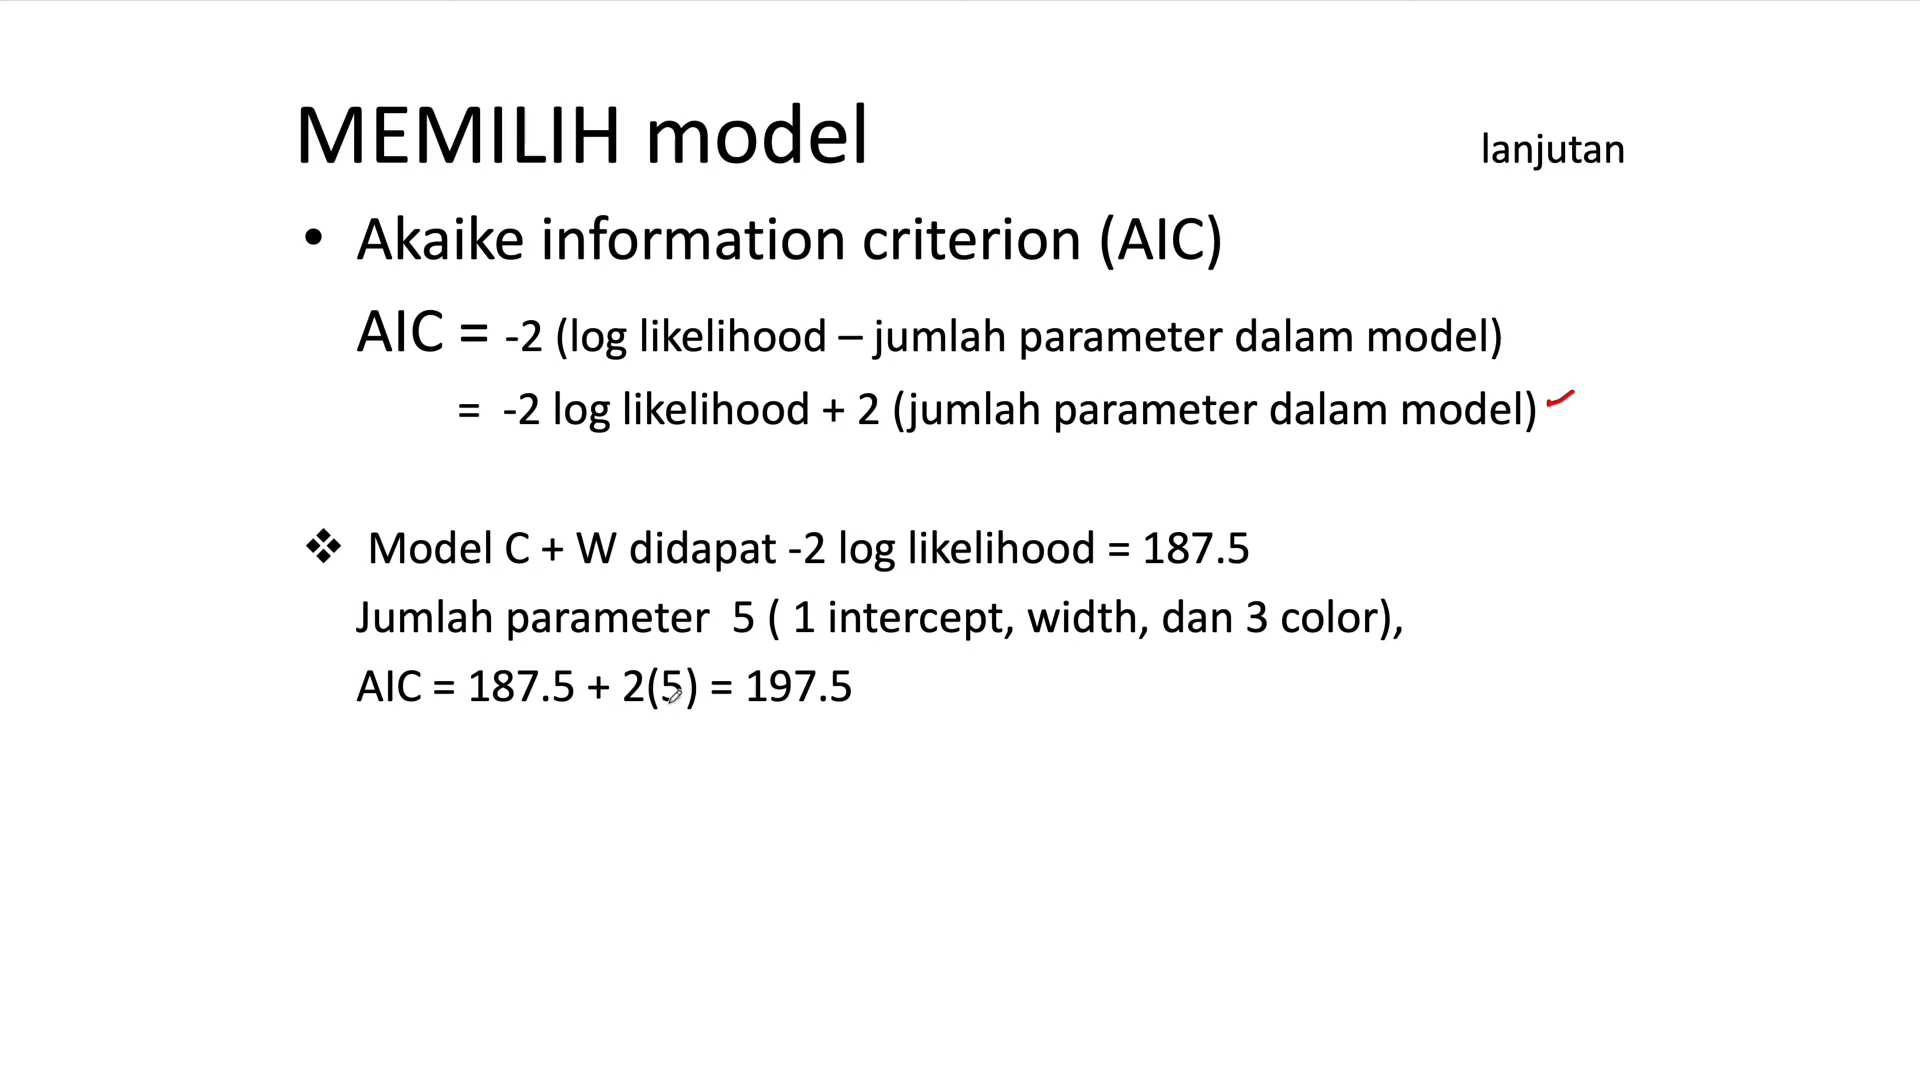 MEMILIH model lanjutan
• Akaike information criterion (AIC)
AIC = -2 (log likelihood – jumlah parameter dalam model)
= -2 log likelihood + 2 (jumlah parameter dalam model)
❖ Model C + W didapat -2 log likelihood = 187.5
Jumlah parameter 5 ( 1 intercept, width, dan 3 color),
AIC = 187.5 + 2(5) = 197.5